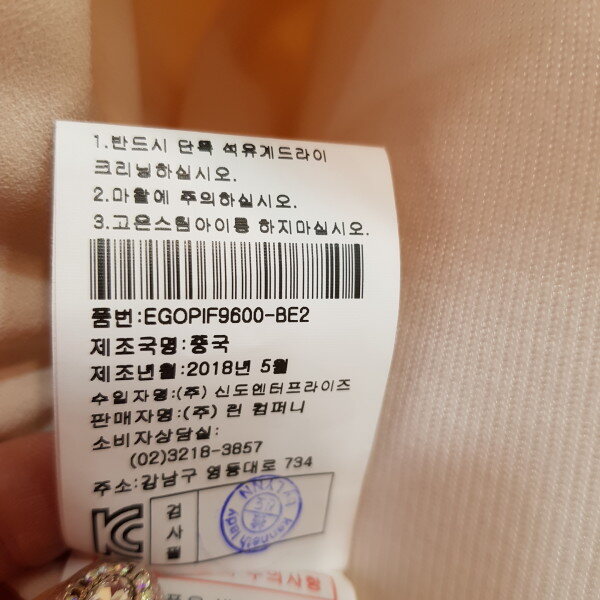 1.반드시 단독 석유계드라이
크리닝하십시오.
2.마찰에 주의하십시오.
3.고온스팀아이롱 하지마십시오.
품번:EGOPIF9600-BE2
제조국명:중국
제조년월:2018년 5월
수입자명:(주) 신도엔터프라이즈
판매자명:(주) 린 컴퍼니
소비자상담실:
(02)3218-3857
주소:강남구 영동대로 734
검
사
필
주의사항